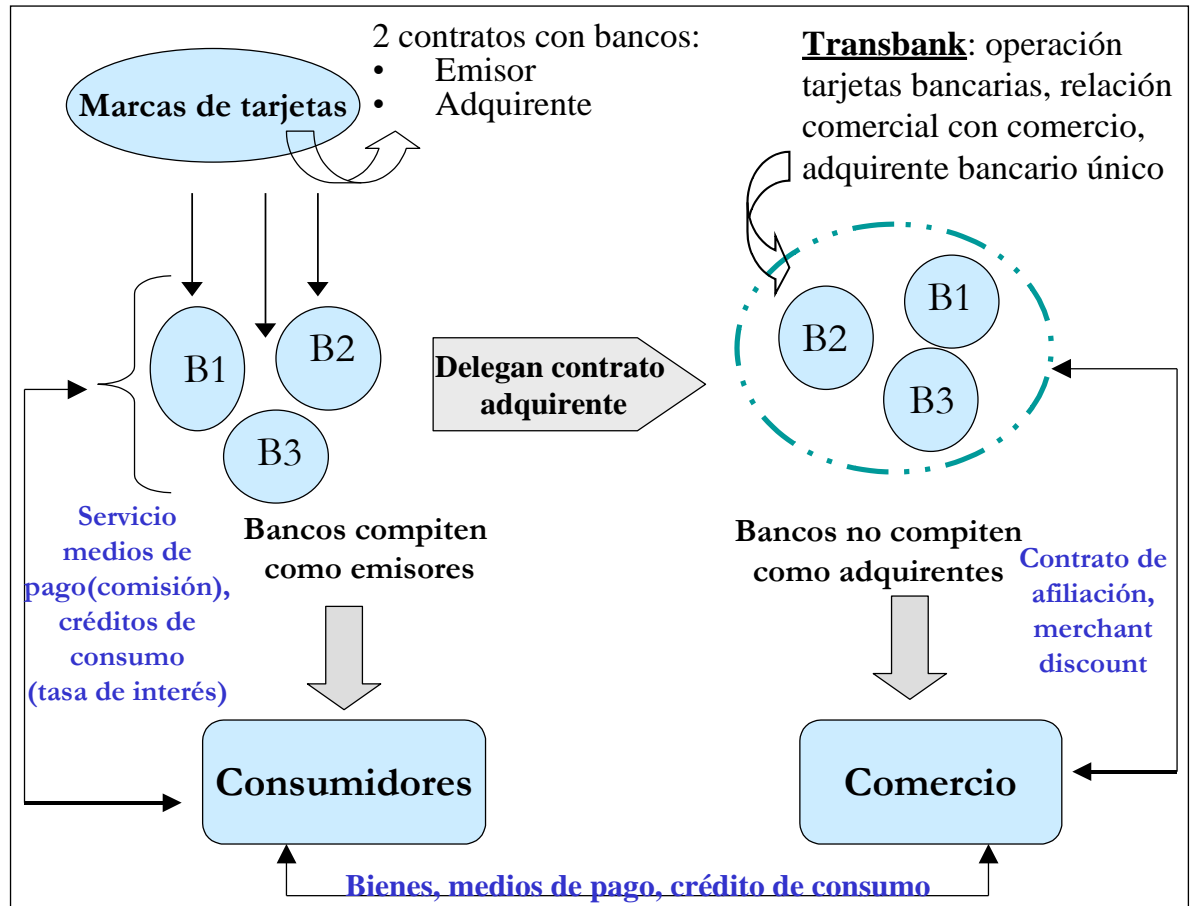 2 contratos con bancos:
• Emisor
• Adquirente
Marcas de tarjetas
Transbank: operación
tarjetas bancarias, relación
comercial con comercio,
adquirente bancario único
B1
B2
B3
Delegan contrato
adquirente
B2
B1
B3
Servicio
medios de
pago(comisión),
créditos de
consumo
(tasa de interés)
Bancos compiten
como emisores
Bancos no compiten
como adquirentes
Contrato de
afiliación,
merchant
discount
Consumidores
Comercio
Bienes, medios de pago, crédito de consumo